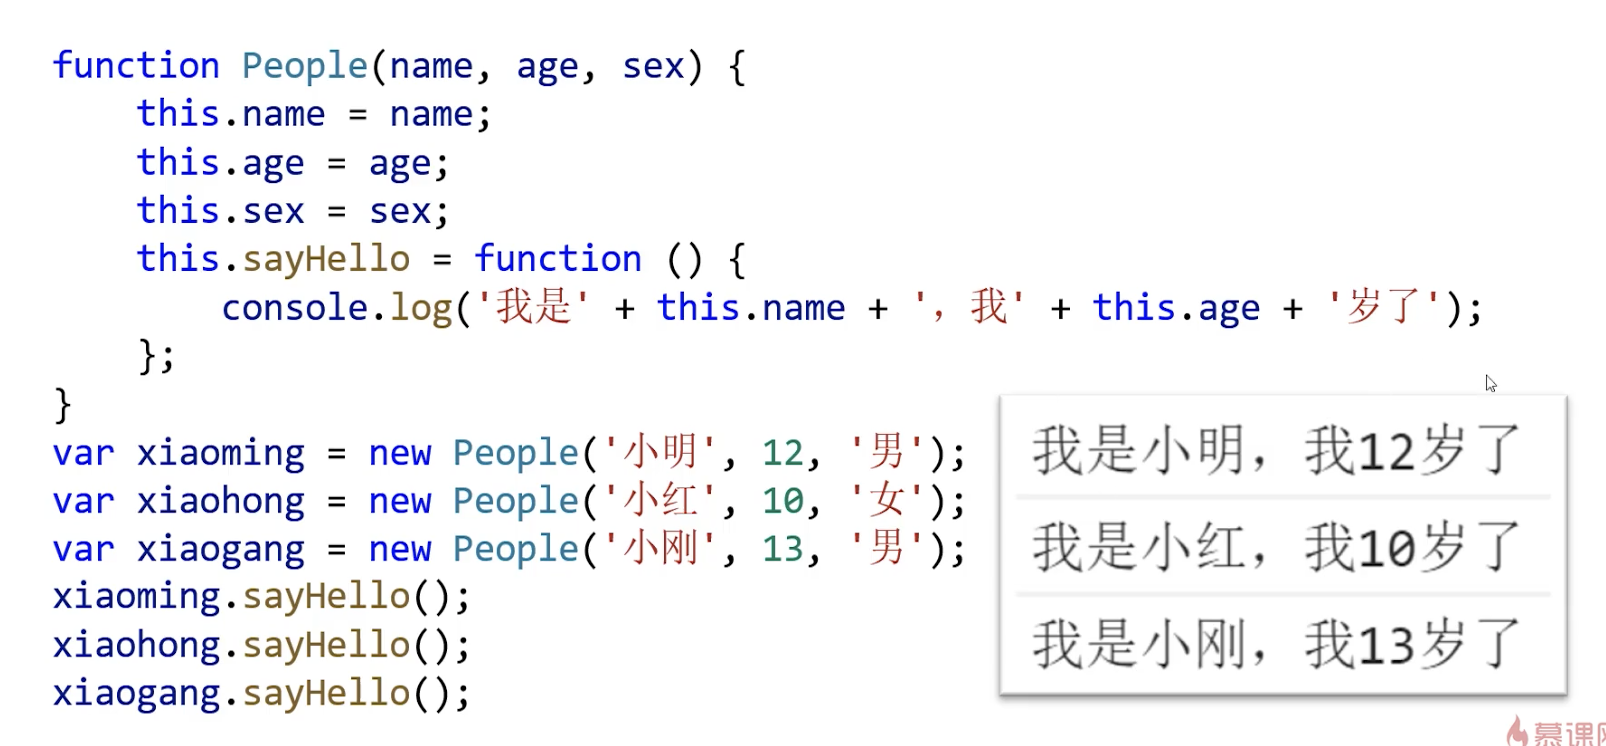 function People(name, age, sex) {
    this.name = name;
    this.age = age;
    this.sex = sex;
    this.sayHello = function () {
        console.log('我是' + this.name + '，我' + this.age + '岁了');
    };
}
var xiaoming = new People('小明', 12, '男');
var xiaohong = new People('小红', 10, '女');
var xiaogang = new People('小刚', 13, '男');
xiaoming.sayHello();
xiaohong.sayHello();
xiaogang.sayHello();
我是小明，我12岁了
我是小红，我10岁了
我是小刚，我13岁了
慕课网